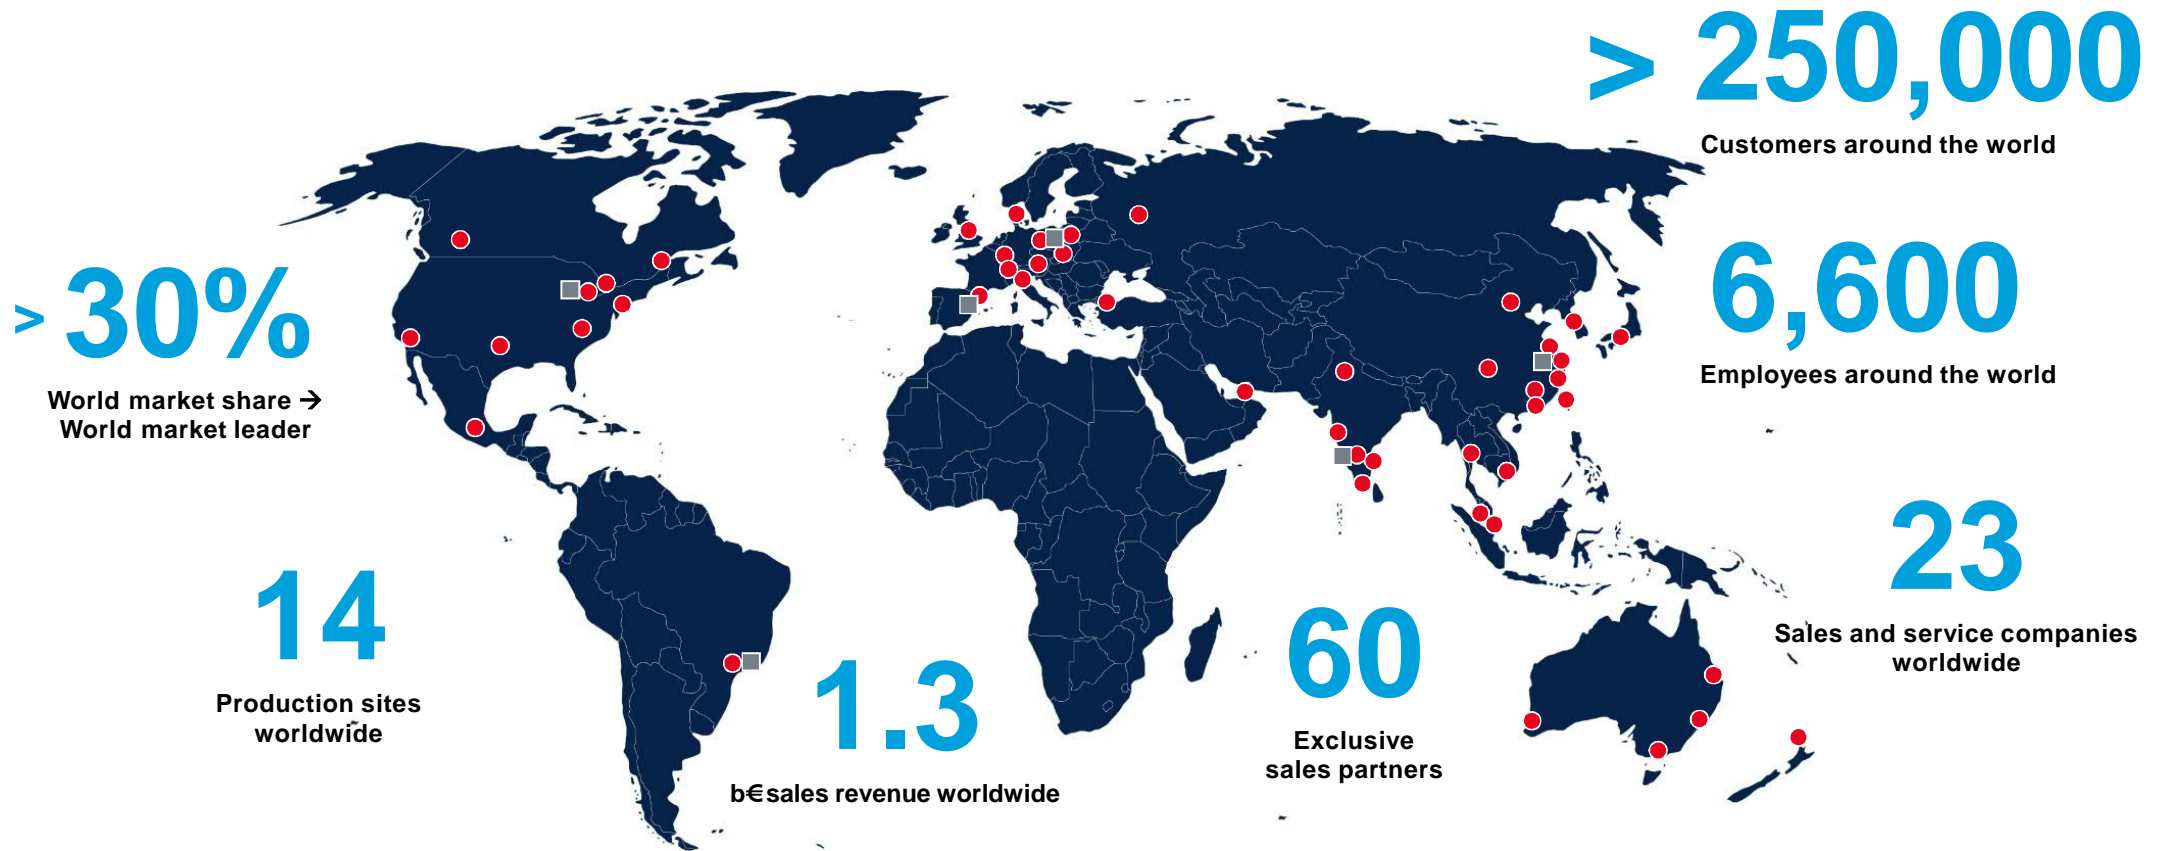 > 250,000
Customers around the world
> 30%
World market share →
World market leader
6,600
Employees around the world
14
Production sites
worldwide
1.3
b€sales revenue worldwide
60
Exclusive
sales partners
23
Sales and service companies
worldwide